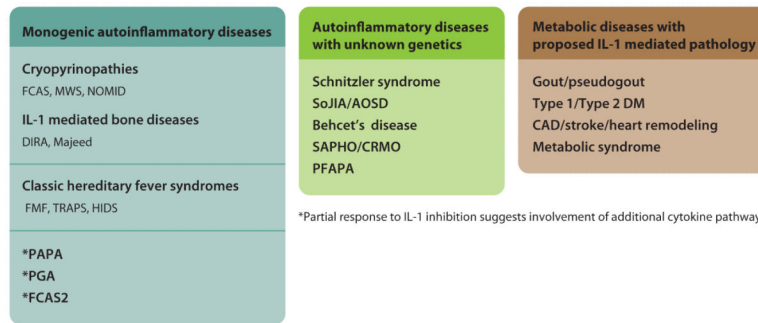 Monogenic autoinflammatory diseases
Cryopyrinopathies
FCAS, MWS, NOMID
IL-1 mediated bone diseases
DIRA, Majeed
Classic hereditary fever syndromes
FMF, TRAPS, HIDS
*PAPA
*PGA
*FCAS2
Autoinflammatory diseases
with unknown genetics
Schnitzler syndrome
SoJIA/AOSD
Behcet's disease
SAPHO/CRMO
PFAPA
Metabolic diseases with
proposed IL-1 mediated pathology
Gout/pseudogout
Type 1/Type 2 DM
CAD/stroke/heart remodeling
Metabolic syndrome
*Partial response to IL-1 inhibition suggests involvement of additional cytokine pathway